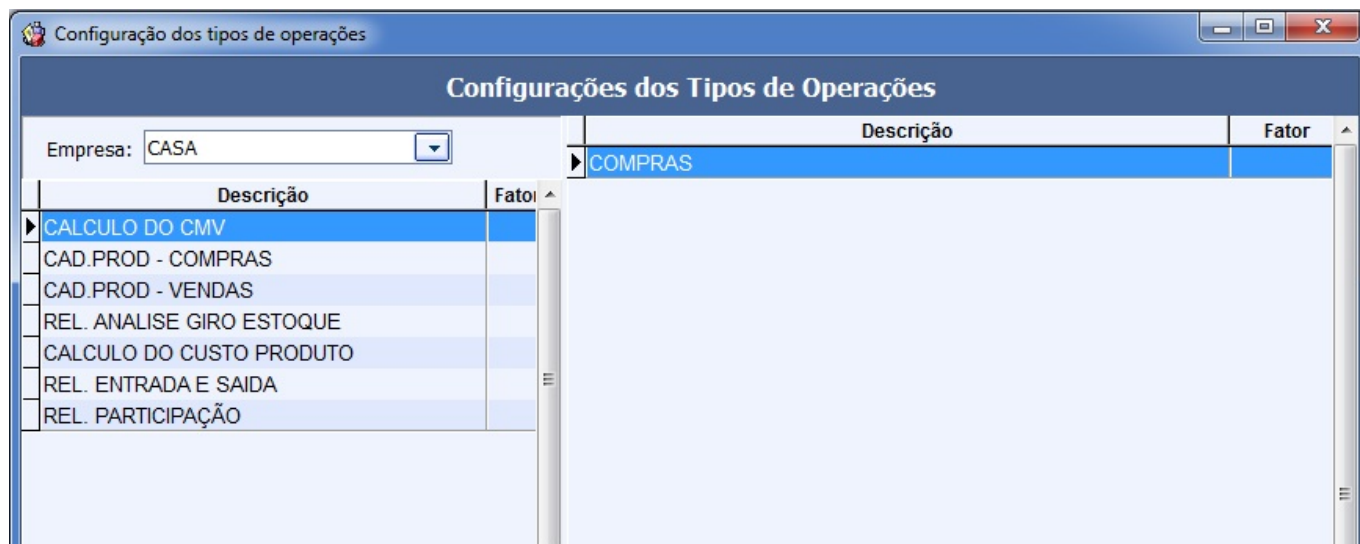 Configuração dos tipos de operações
Configurações dos Tipos de Operações
Empresa: CASA
Descrição Fator
CALCULO DO CMV
CAD.PROD - COMPRAS
CAD.PROD - VENDAS
REL. ANALISE GIRO ESTOQUE
CALCULO DO CUSTO PRODUTO
REL. ENTRADA E SAIDA
REL. PARTICIPAÇÃO
Descrição Fator
COMPRAS